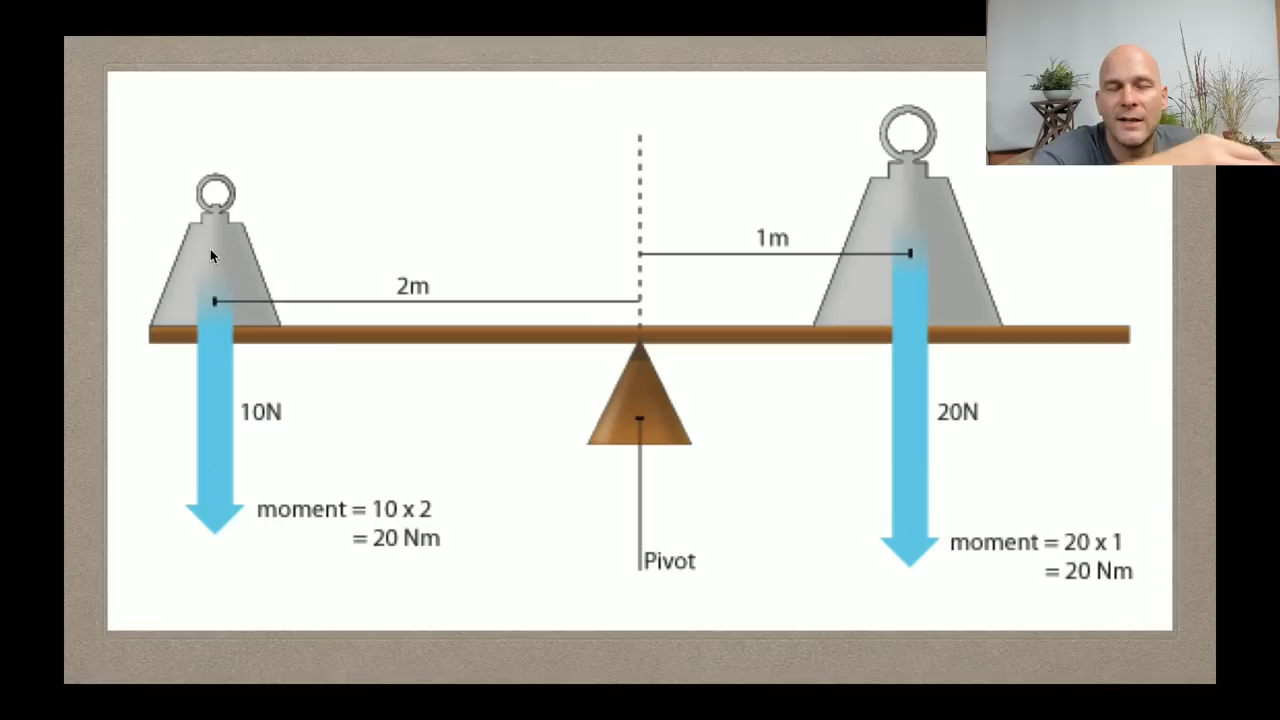 1m
2m
10N
20N
moment = 10 x 2
= 20 Nm
Pivot
moment = 20 x 1
= 20 Nm